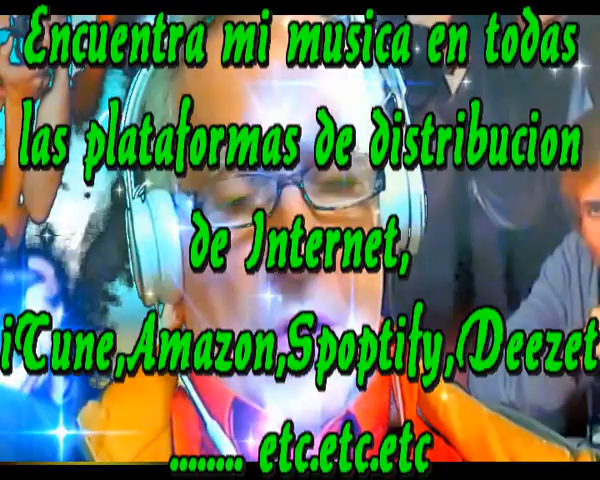 Encuentra mi musica en todas
las plataformas de distribucion
de Internet,
iTune,Amazon,Spoptify,Deezet
........ etc.etc.etc